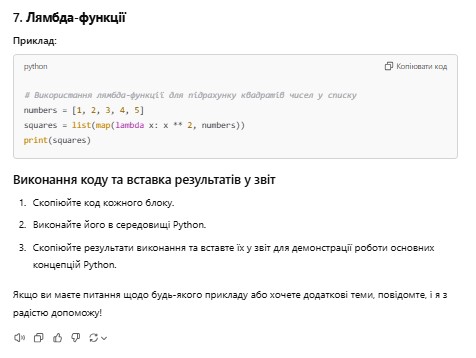 7. Лямбда-функції
Приклад:
python
Копіювати код
# Використання лямбда-функції для підрахунку квадратів чисел у списку
numbers = [1, 2, 3, 4, 5]
squares = list(map(lambda x: x ** 2, numbers))
print(squares)
Виконання коду та вставка результатів у звіт
1. Скопіюйте код кожного блоку.
2. Виконайте його в середовищі Python.
3. Скопіюйте результати виконання та вставте їх у звіт для демонстрації роботи основних
концепцій Python.
Якщо ви маєте питання щодо будь-якого прикладу або хочете додаткові теми, повідомте, і я з
радістю допоможу!